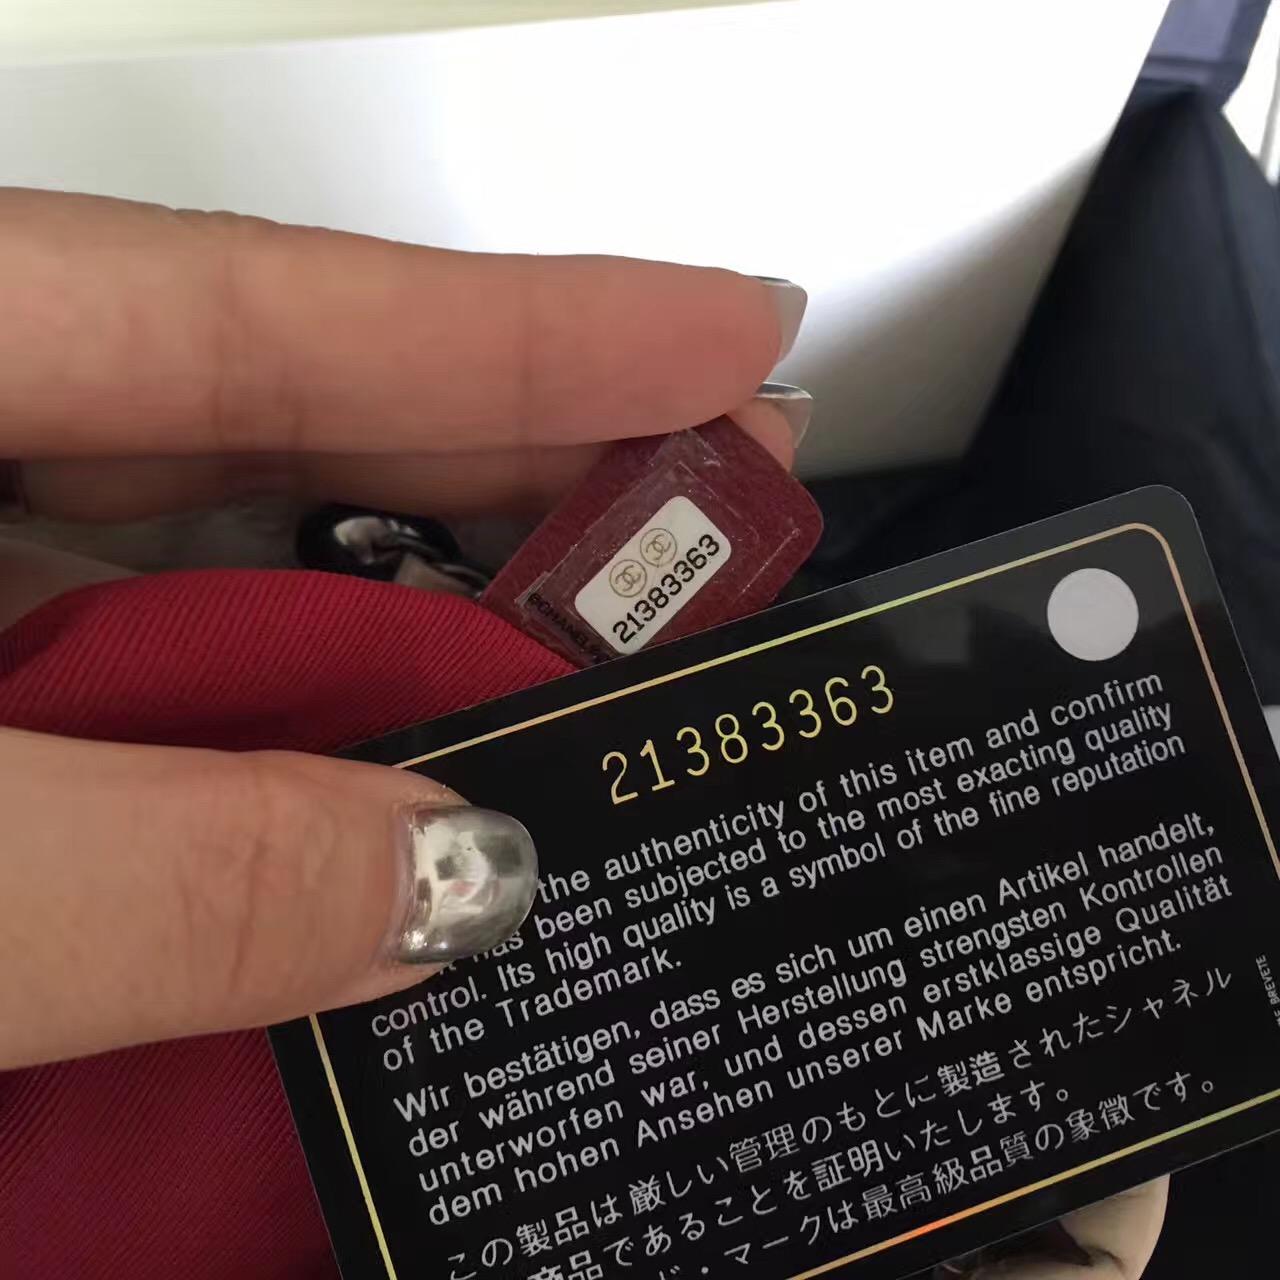 21383363
©CHANEL
21383363
the authenticity of this item and confirm
has been subjected to the most exacting quality
control. Its high quality is a symbol of the fine reputation
of the Trademark.
Wir bestätigen, dass es sich um einen Artikel handelt,
der während seiner Herstellung strengsten Kontrollen
unterworfen war, und dessen erstklassige Qualität
dem hohen Ansehen unserer Marke entspricht.
この製品は厳しい管理のもとに製造されたシャネル
商品であることを証明いたします。
ド・マークは最高級品質の象徴です。
BREVETE